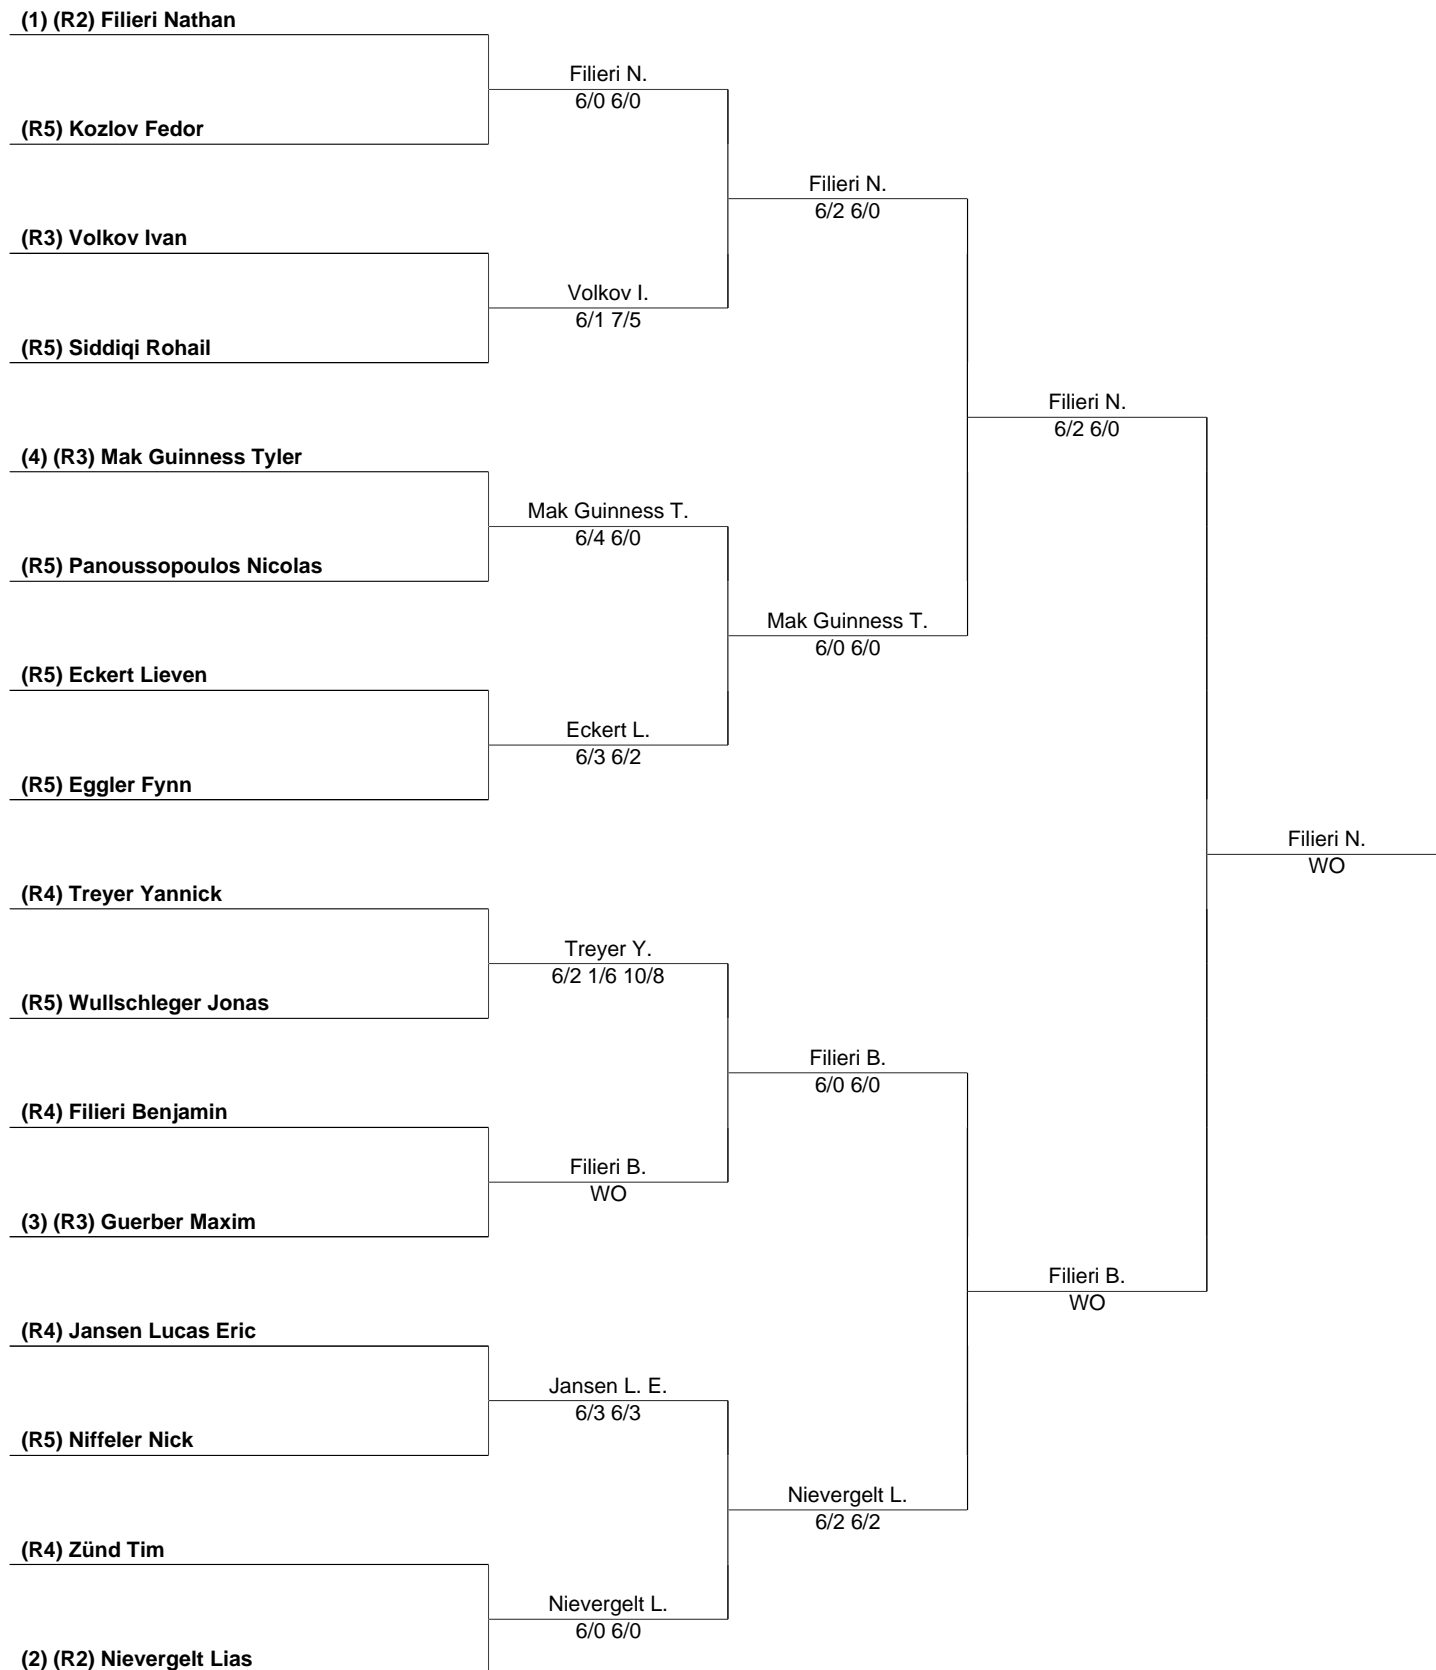 (1) (R2) Filieri Nathan
Filieri N.
6/0 6/0
(R5) Kozlov Fedor
Filieri N.
6/2 6/0
(R3) Volkov Ivan
Volkov I.
6/1 7/5
(R5) Siddiqi Rohail
Filieri N.
6/2 6/0
(4) (R3) Mak Guinness Tyler
Mak Guinness T.
6/4 6/0
(R5) Panoussopoulos Nicolas
Mak Guinness T.
6/0 6/0
(R5) Eckert Lieven
Eckert L.
6/3 6/2
(R5) Eggler Fynn
Filieri N.
WO
(R4) Treyer Yannick
Treyer Y.
6/2 1/6 10/8
(R5) Wullschleger Jonas
Filieri B.
6/0 6/0
(R4) Filieri Benjamin
Filieri B.
WO
(3) (R3) Guerber Maxim
Filieri B.
WO
(R4) Jansen Lucas Eric
Jansen L. E.
6/3 6/3
(R5) Niffeler Nick
Nievergelt L.
6/2 6/2
(R4) Zünd Tim
Nievergelt L.
6/0 6/0
(2) (R2) Nievergelt Lias